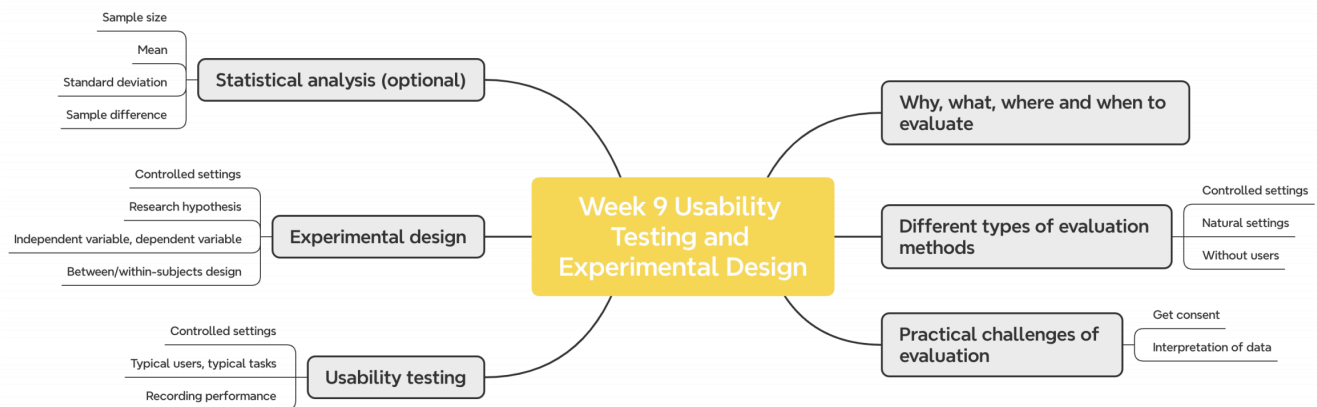 Week 9 Usability
Testing and
Experimental Design
Why, what, where and when to
evaluate
Different types of evaluation
methods
Controlled settings
Natural settings
Without users
Practical challenges of
evaluation
Get consent
Interpretation of data
Statistical analysis (optional)
Sample size
Mean
Standard deviation
Sample difference
Experimental design
Controlled settings
Research hypothesis
Independent variable, dependent variable
Between/within-subjects design
Usability testing
Controlled settings
Typical users, typical tasks
Recording performance